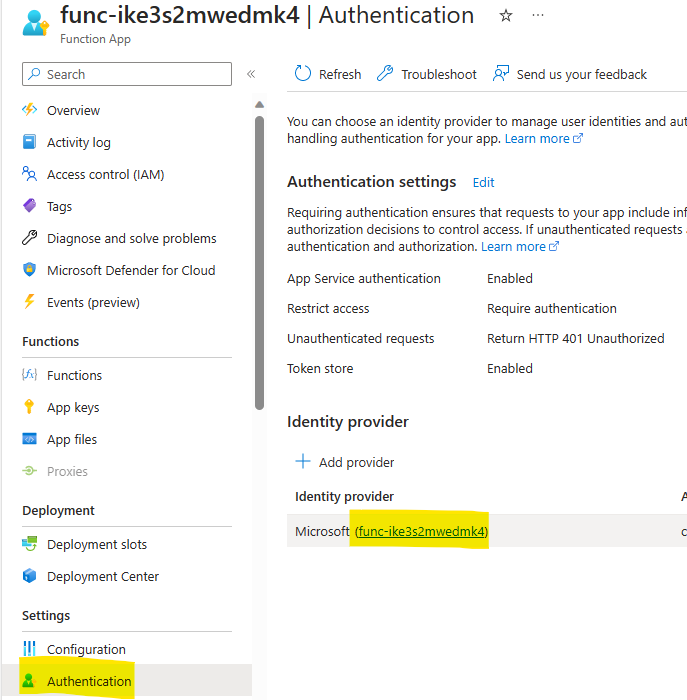 func-ike3s2mwedmk4 | Authentication
Function App
Search
Overview
Activity log
Access control (IAM)
Tags
Diagnose and solve problems
Microsoft Defender for Cloud
Events (preview)
Functions
Functions
App keys
App files
Proxies
Deployment
Deployment slots
Deployment Center
Settings
Configuration
Authentication
Refresh
Troubleshoot
Send us your feedback
You can choose an identity provider to manage user identities and aut
handling authentication for your app. Learn more
Authentication settings Edit
Requiring authentication ensures that requests to your app include inf
authorization decisions to control access. If unauthenticated requests
authentication and authorization. Learn more
App Service authentication Enabled
Restrict access Require authentication
Unauthenticated requests Return HTTP 401 Unauthorized
Token store Enabled
Identity provider
Add provider
Identity provider A
Microsoft (func-ike3s2mwedmk4)